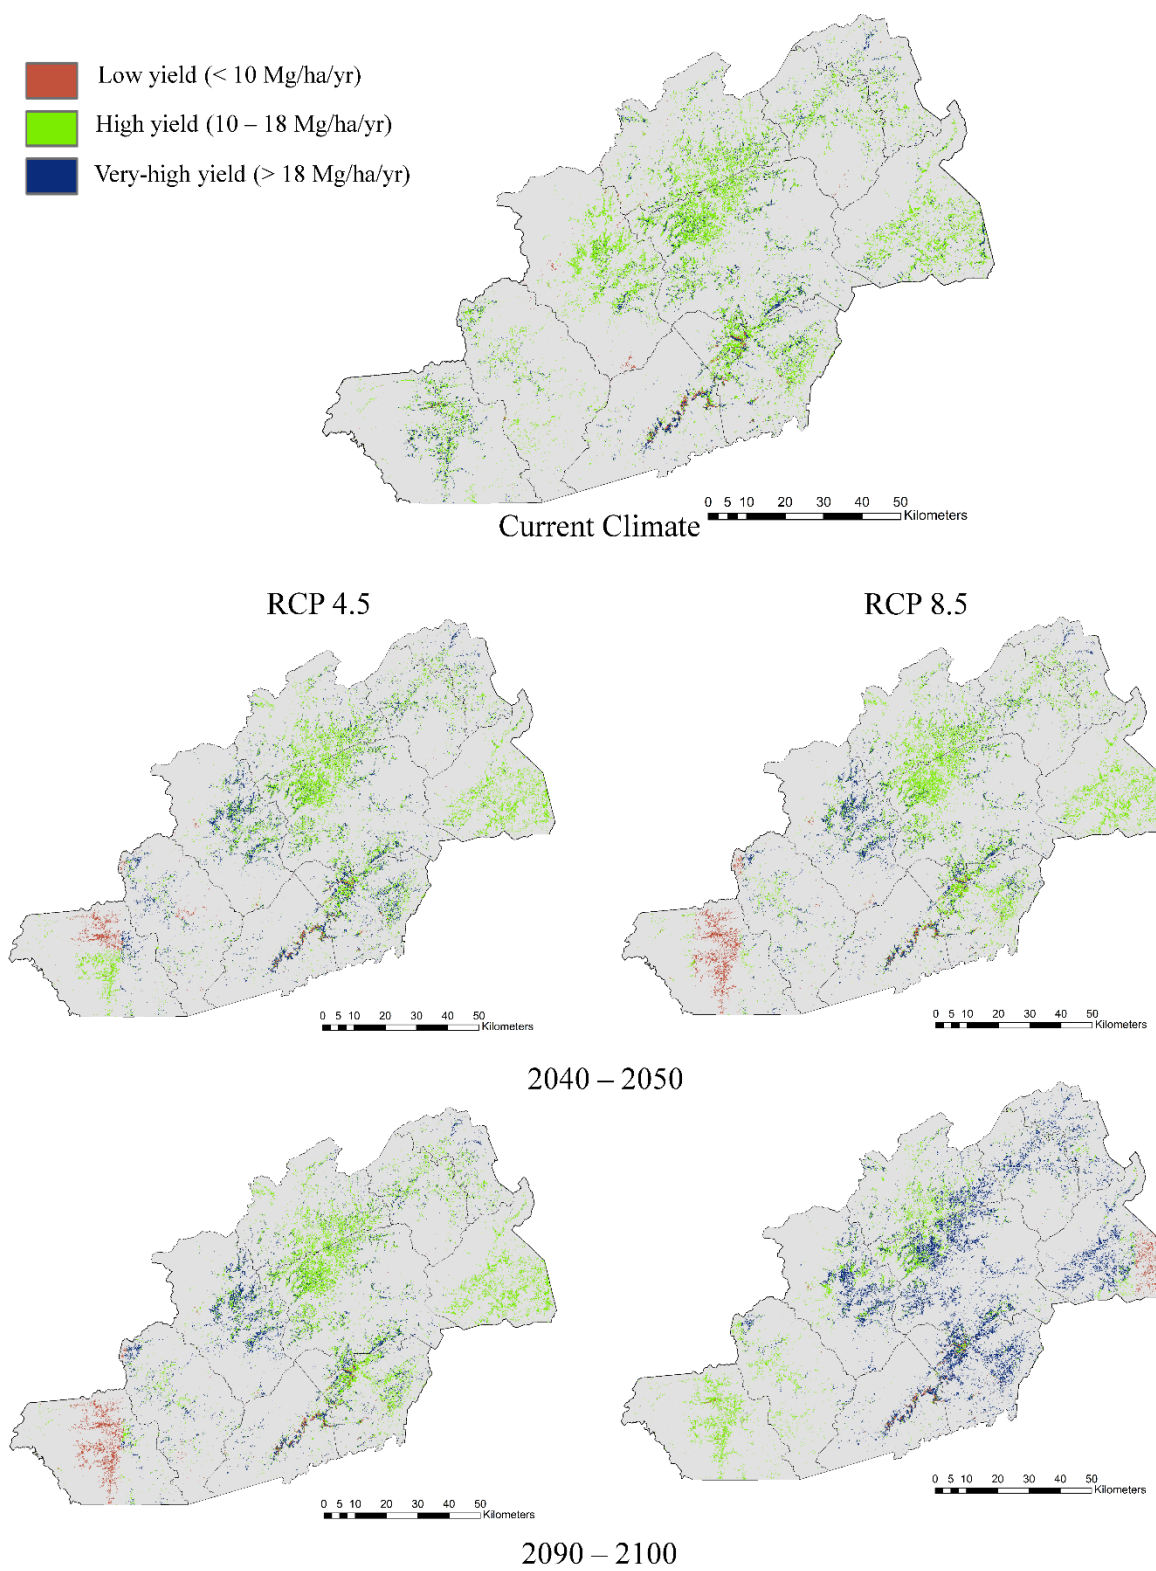 Low yield (< 10 Mg/ha/yr)
High yield (10 – 18 Mg/ha/yr)
Very-high yield (> 18 Mg/ha/yr)
0 5 10 20 30 40 50
Kilometers
Current Climate
RCP 4.5
RCP 8.5
0 5 10 20 30 40 50
Kilometers
0 5 10 20 30 40 50
Kilometers
2040 – 2050
0 5 10 20 30 40 50
Kilometers
0 5 10 20 30 40 50
Kilometers
2090 – 2100